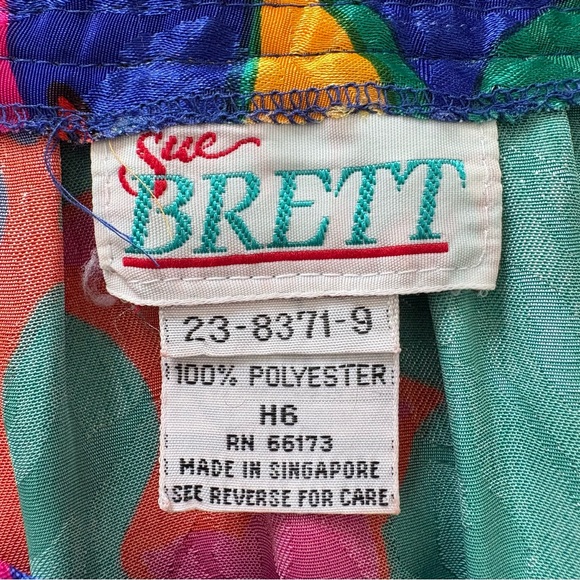 Sue
BRETT
23-8371-9
100% POLYESTER
H6
RN 66173
MADE IN SINGAPORE
SEE REVERSE FOR CARE